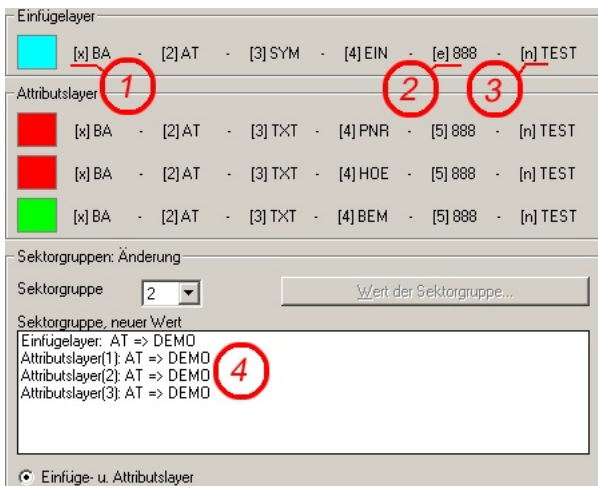 Einfügelayer
[x] BA - [2] AT - [3] SYM - [4] EIN - [e] 888 - [n] TEST
1 2 3
Attributslayer
[x] BA - [2] AT - [3] TXT - [4] PNR - [5] 888 - [n] TEST
[x] BA - [2] AT - [3] TXT - [4] HOE - [5] 888 - [n] TEST
[x] BA - [2] AT - [3] TXT - [4] BEM - [5] 888 - [n] TEST
Sektorgruppen: Änderung
Sektorgruppe 2 Wert der Sektorgruppe...
Sektorgruppe, neuer Wert
Einfügelayer: AT => DEMO
Attributslayer(1): AT => DEMO
Attributslayer(2): AT => DEMO
Attributslayer(3): AT => DEMO
4
Einfüge- u. Attributslayer